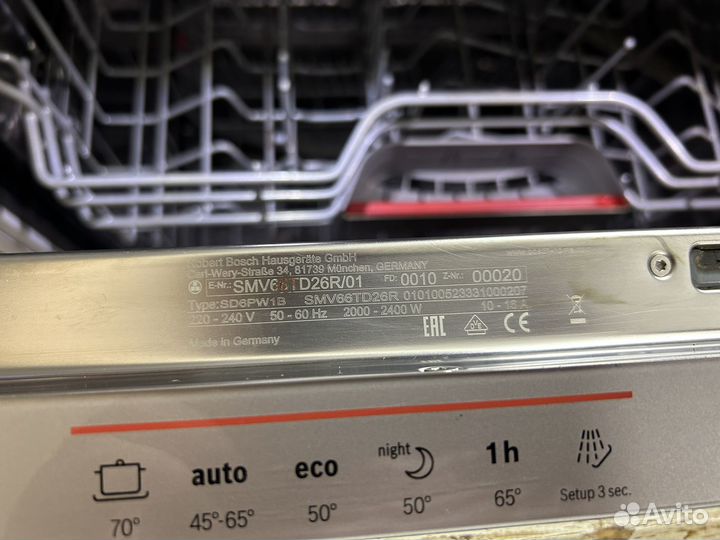 Robert Bosch Hausgeräte GmbH
Carl-Wery-Straße 34, 81739 München, GERMANY
E-Nr.: SMV66TD26R/01 FD: 0010 Z-Nr.: 00020
Type: SD6PW1B SMV66TD26R 010100523331000207
220 - 240 V 50 - 60 Hz 2000 - 2400 W 10 - 16 A
Made in Germany
EAC CE
auto eco night 1h
70° 45°-65° 50° 50° 65° Setup 3 sec.
Avito